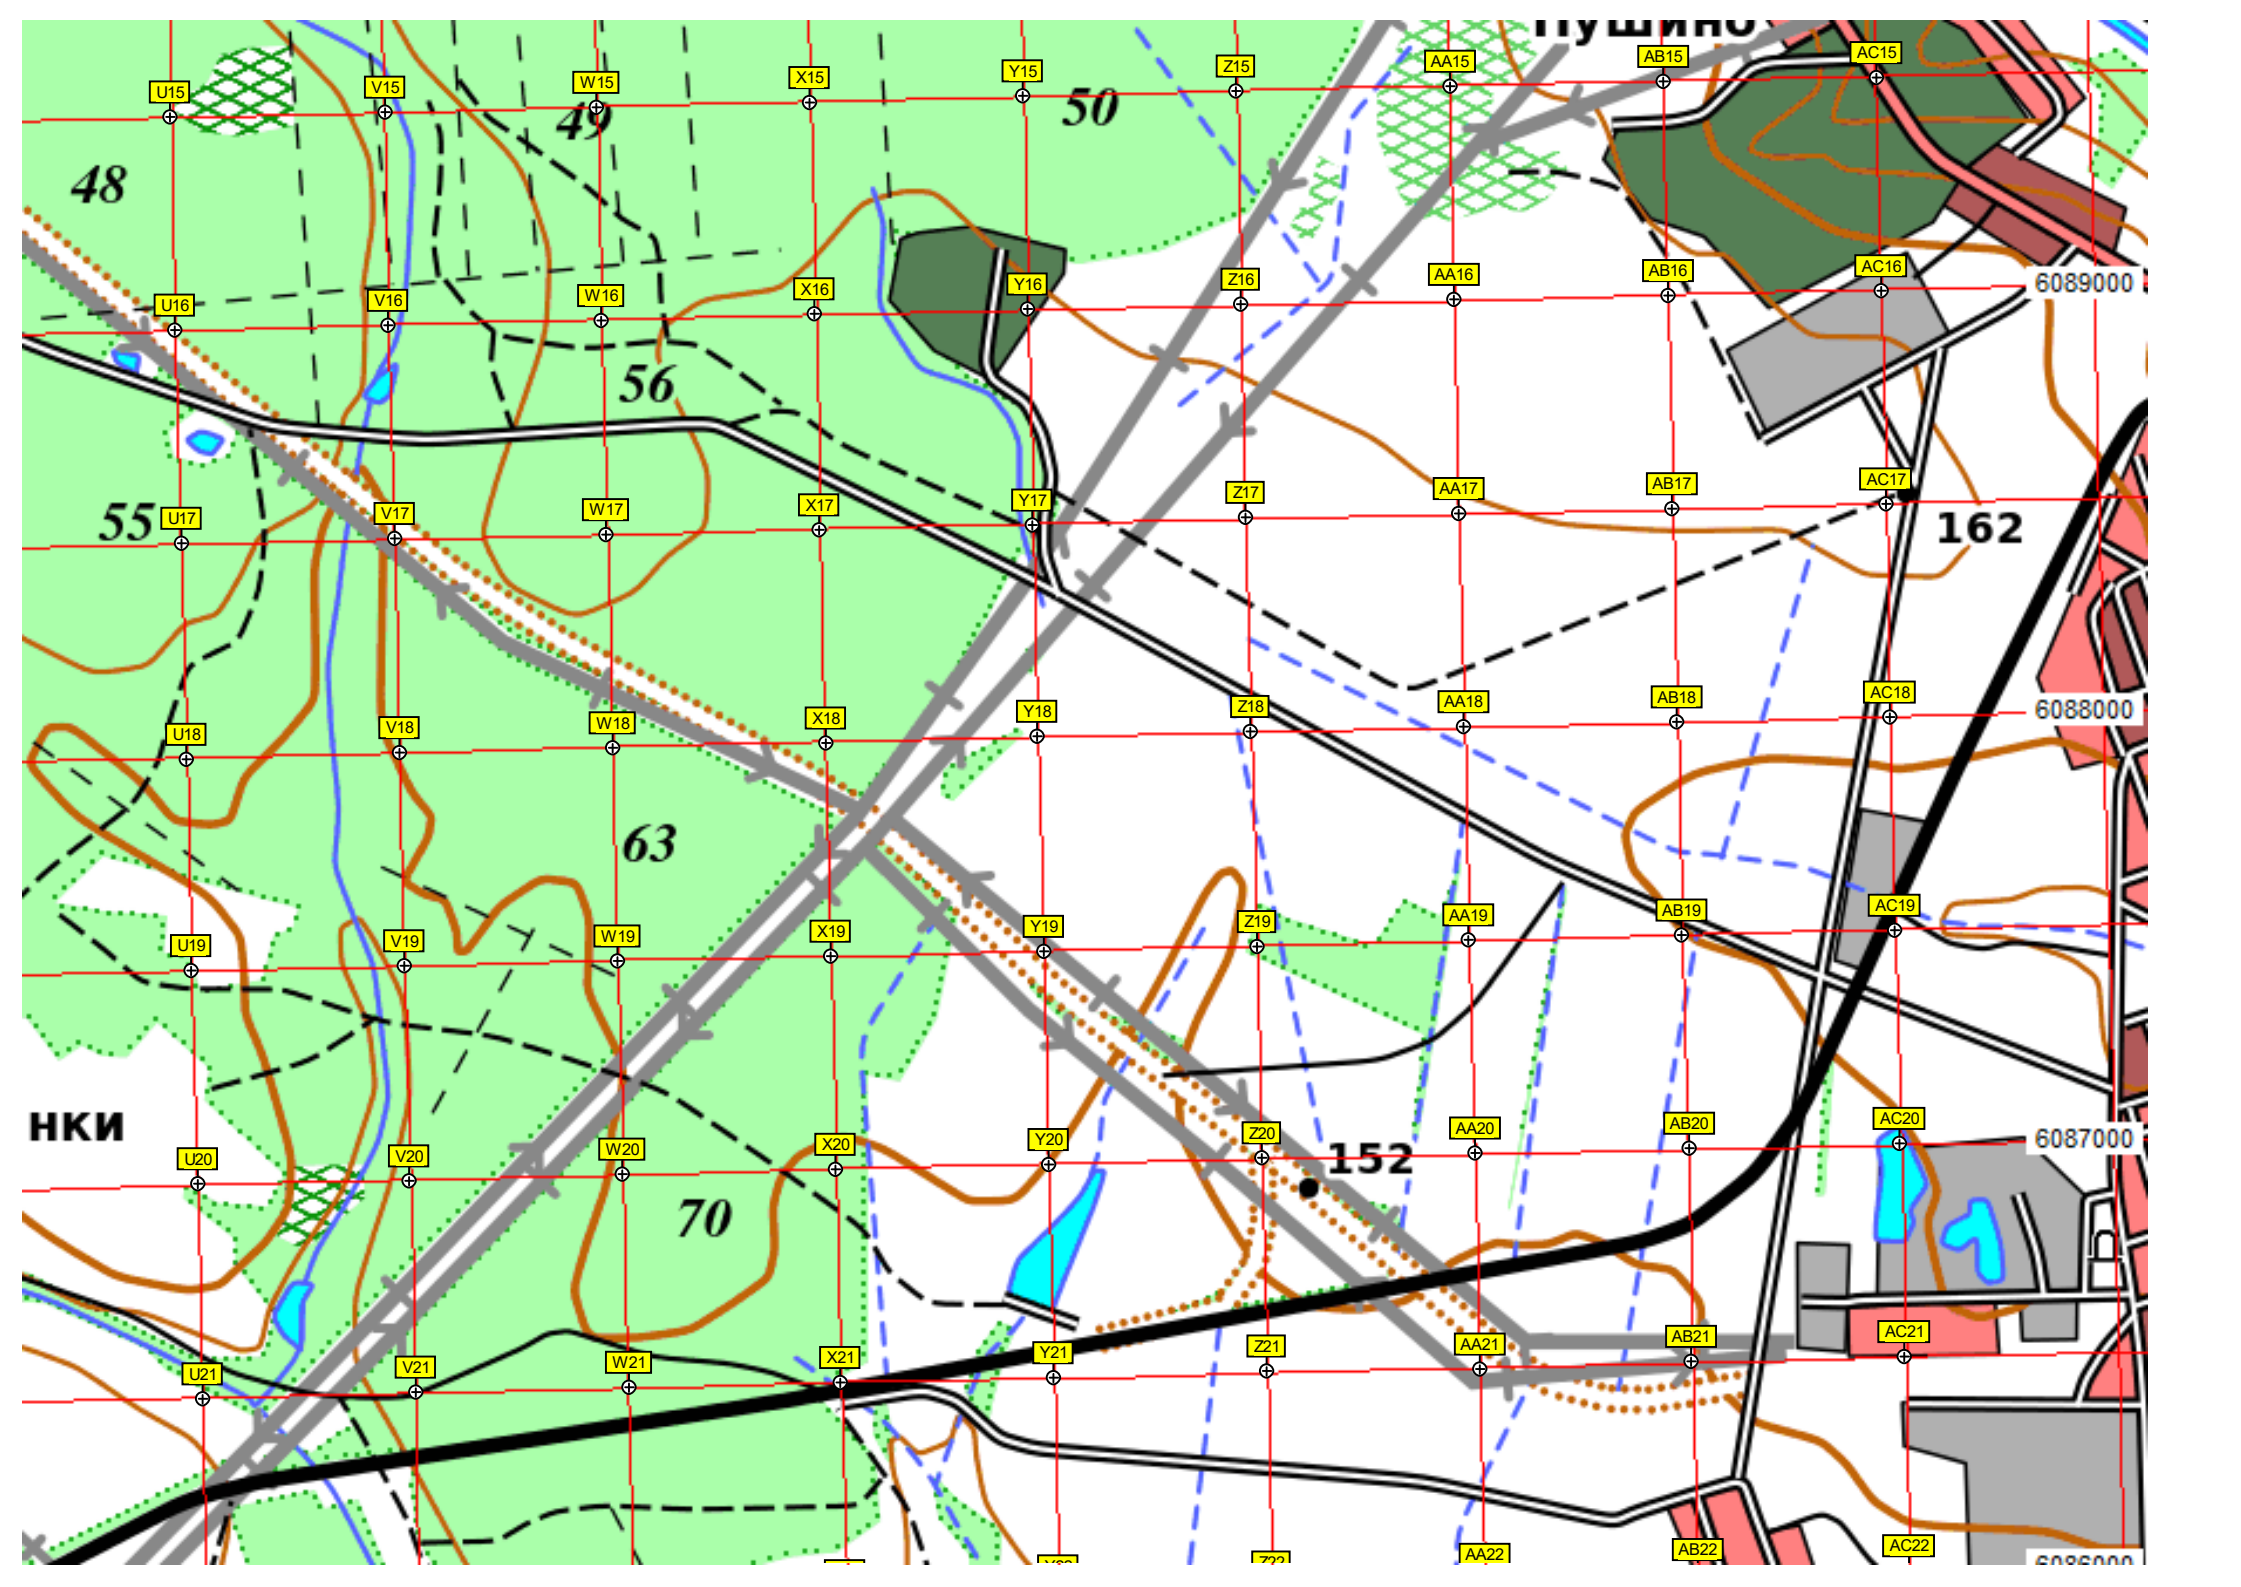 Пушино
U15 V15 W15 X15 Y15 Z15 AA15 AB15 AC15
49 50
48
U16 V16 W16 X16 Y16 Z16 AA16 AB16 AC16
6089000
56
55
U17 V17 W17 X17 Y17 Z17 AA17 AB17 AC17
162
U18 V18 W18 X18 Y18 Z18 AA18 AB18 AC18
6088000
63
U19 V19 W19 X19 Y19 Z19 AA19 AB19 AC19
нки
U20 V20 W20 X20 Y20 Z20 AA20 AB20 AC20
6087000
152
70
U21 V21 W21 X21 Y21 Z21 AA21 AB21 AC21
Y22 Z22 AA22 AB22 AC22
6086000